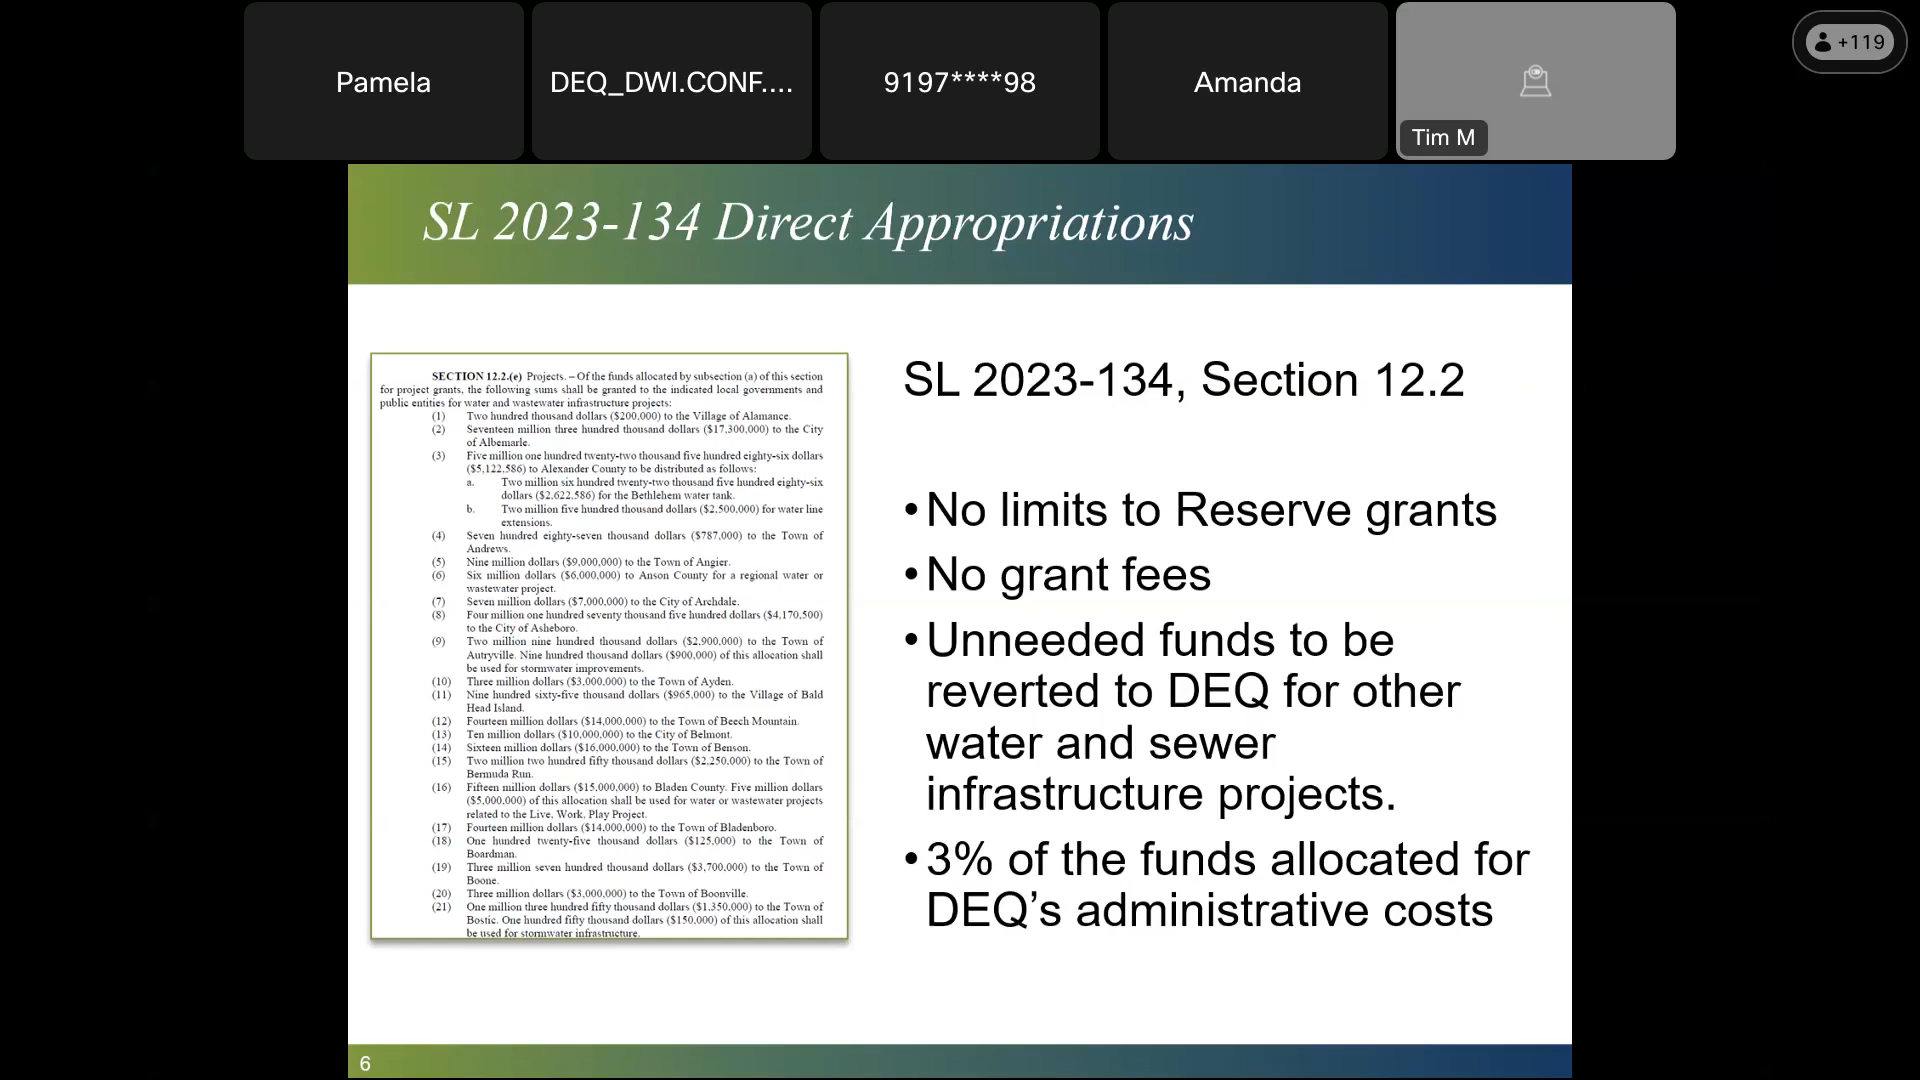 Pamela
DEQ_DWI.CONF....
9197****98
Amanda
Tim M
+119
SL 2023-134 Direct Appropriations
SECTION 12.2.(e) Projects. – Of the funds allocated by subsection (a) of this section
for project grants, the following sums shall be granted to the indicated local governments and
public entities for water and wastewater infrastructure projects:
(1) Two hundred thousand dollars ($200,000) to the Village of Alamance.
(2) Seventeen million three hundred thousand dollars ($17,300,000) to the City
of Albemarle.
(3) Five million one hundred twenty-two thousand five hundred eighty-six dollars
($5,122,586) to Alexander County to be distributed as follows:
a. Two million six hundred twenty-two thousand five hundred eighty-six
dollars ($2,622,586) for the Bethlehem water tank.
b. Two million five hundred thousand dollars ($2,500,000) for water line
extensions.
(4) Seven hundred eighty-seven thousand dollars ($787,000) to the Town of
Andrews.
(5) Nine million dollars ($9,000,000) to the Town of Angier.
(6) Six million dollars ($6,000,000) to Anson County for a regional water or
wastewater project.
(7) Seven million dollars ($7,000,000) to the City of Archdale.
(8) Four million one hundred seventy thousand five hundred dollars ($4,170,500)
to the City of Asheboro.
(9) Two million nine hundred thousand dollars ($2,900,000) to the Town of
Autryville. Nine hundred thousand dollars ($900,000) of this allocation shall
be used for stormwater improvements.
(10) Three million dollars ($3,000,000) to the Town of Ayden.
(11) Nine hundred sixty-five thousand dollars ($965,000) to the Village of Bald
Head Island.
(12) Fourteen million dollars ($14,000,000) to the Town of Beech Mountain.
(13) Ten million dollars ($10,000,000) to the City of Belmont.
(14) Sixteen million dollars ($16,000,000) to the Town of Benson.
(15) Two million two hundred fifty thousand dollars ($2,250,000) to the Town of
Bermuda Run.
(16) Fifteen million dollars ($15,000,000) to Bladen County. Five million dollars
($5,000,000) of this allocation shall be used for water or wastewater projects
related to the Live, Work, Play Project.
(17) Fourteen million dollars ($14,000,000) to the Town of Bladenboro.
(18) One hundred twenty-five thousand dollars ($125,000) to the Town of
Boardman.
(19) Three million seven hundred thousand dollars ($3,700,000) to the Town of
Boone.
(20) Three million dollars ($3,000,000) to the Town of Boonville.
(21) One million three hundred fifty thousand dollars ($1,350,000) to the Town of
Bostic. One hundred fifty thousand dollars ($150,000) of this allocation shall
be used for stormwater infrastructure.
SL 2023-134, Section 12.2
• No limits to Reserve grants
• No grant fees
• Unneeded funds to be
reverted to DEQ for other
water and sewer
infrastructure projects.
• 3% of the funds allocated for
DEQ’s administrative costs
6